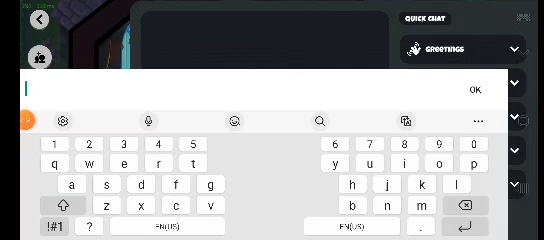 QUICK CHAT
GREETINGS
OK
1 2 3 4 5 6 7 8 9 0
q w e r t y u i o p
a s d f g h j k l
z x c v b n m
!#1 ? EN(US) EN(US) .